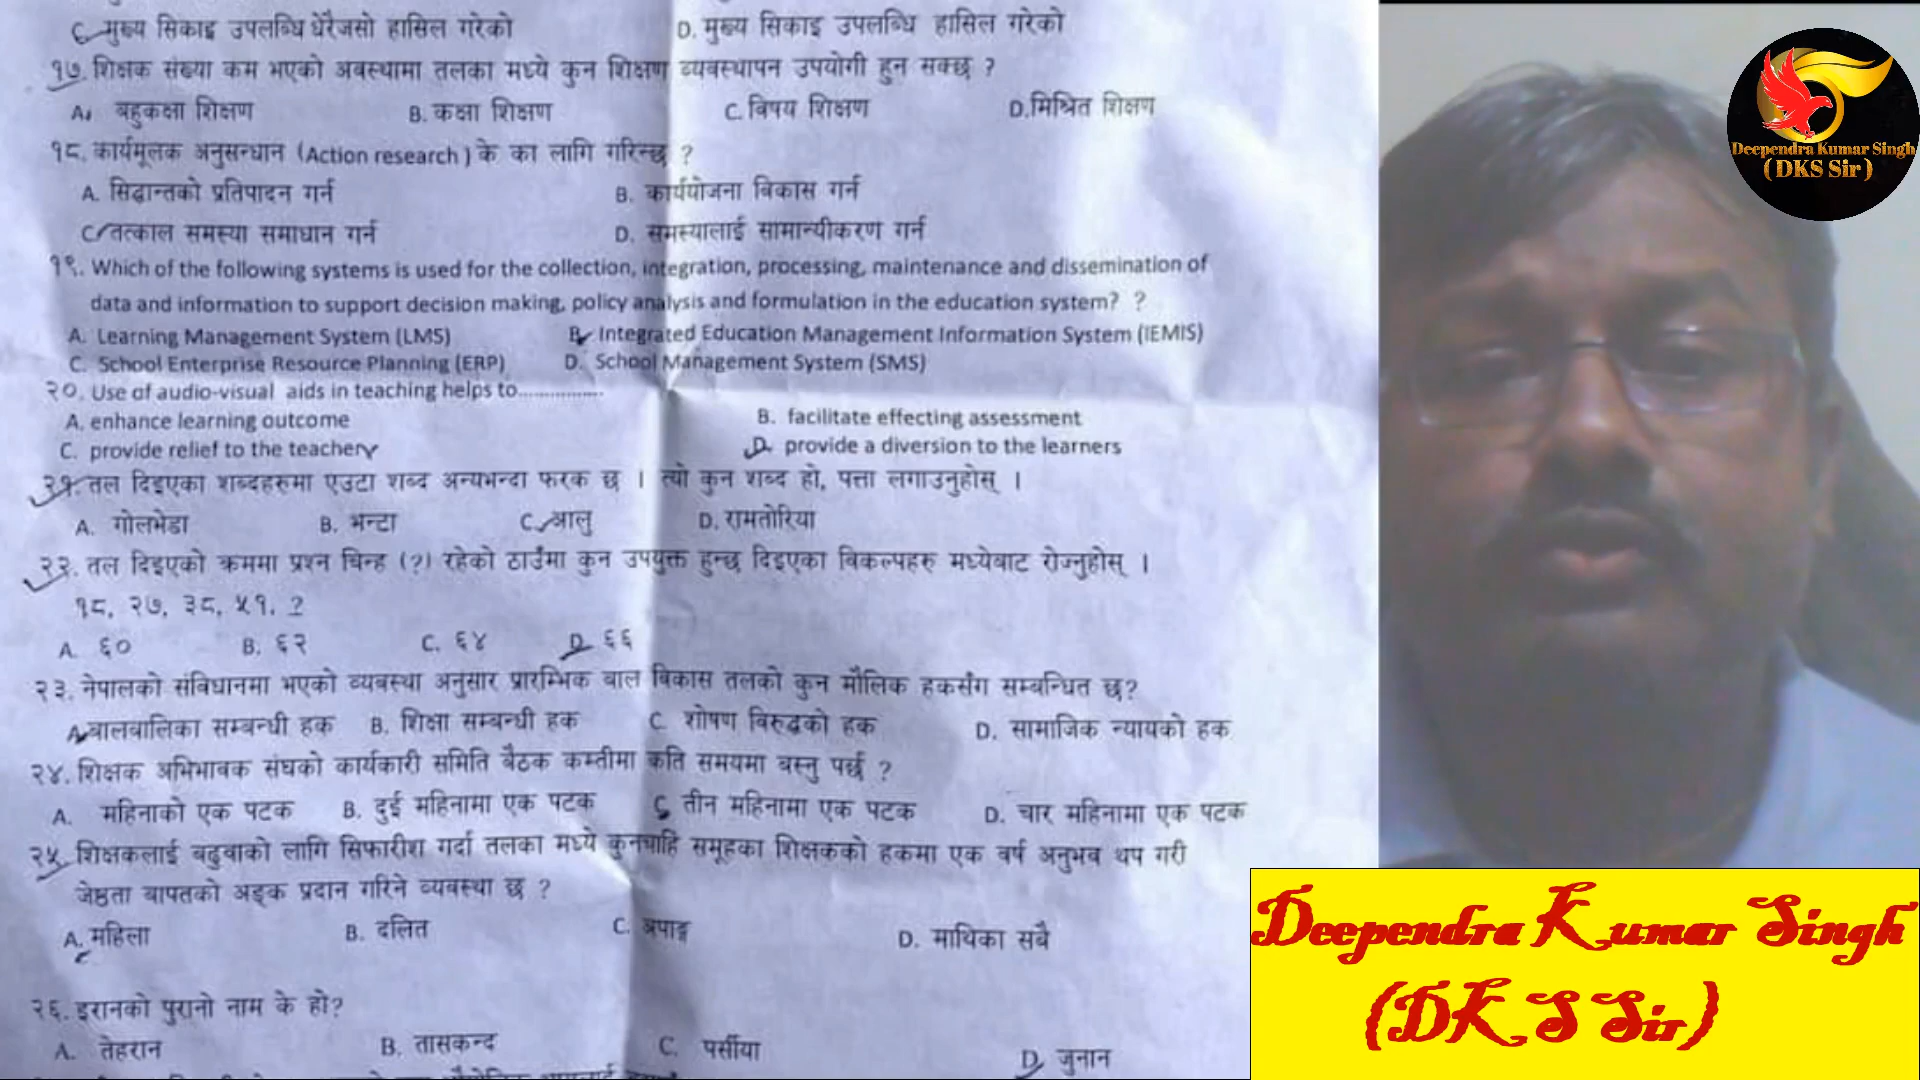 C. मुख्य सिकाइ उपलब्धि धेरैजसो हासिल गरेको D. मुख्य सिकाइ उपलब्धि हासिल गरेको
१७. शिक्षक संख्या कम भएको अवस्थामा तलका मध्ये कुन शिक्षण व्यवस्थापन उपयोगी हुन सक्छ ?
A. बहुकक्षा शिक्षण B. कक्षा शिक्षण C. विषय शिक्षण D.मिश्रित शिक्षण
१८. कार्यमूलक अनुसन्धान (Action research ) के का लागि गरिन्छ ?
A. सिद्धान्तको प्रतिपादन गर्न B. कार्ययोजना विकास गर्न
C. तत्काल समस्या समाधान गर्न D. समस्यालाई सामान्यीकरण गर्न
१९. Which of the following systems is used for the collection, integration, processing, maintenance and dissemination of
data and information to support decision making, policy analysis and formulation in the education system? ?
A. Learning Management System (LMS) B. Integrated Education Management Information System (IEMIS)
C. School Enterprise Resource Planning (ERP) D. School Management System (SMS)
२०. Use of audio-visual aids in teaching helps to................
A. enhance learning outcome B. facilitate effecting assessment
C. provide relief to the teacher D. provide a diversion to the learners
२१. तल दिइएका शब्दहरुमा एउटा शब्द अन्यभन्दा फरक छ । त्यो कुन शब्द हो, पत्ता लगाउनुहोस् ।
A. गोलभेडा B. भन्टा C. आलु D. रामतोरिया
२२. तल दिइएको क्रममा प्रश्न चिन्ह (?) रहेको ठाउँमा कुन उपयुक्त हुन्छ दिइएका विकल्पहरु मध्येबाट रोज्नुहोस् ।
१८, २७, ३८, ५१, ?
A. ६० B. ६२ C. ६४ D. ६६
२३. नेपालको संविधानमा भएको व्यवस्था अनुसार प्रारम्भिक बाल विकास तलको कुन मौलिक हकसँग सम्बन्धित छ?
A. बालबालिका सम्बन्धी हक B. शिक्षा सम्बन्धी हक C. शोषण विरुद्धको हक D. सामाजिक न्यायको हक
२४. शिक्षक अभिभावक संघको कार्यकारी समिति बैठक कम्तीमा कति समयमा बस्नु पर्छ ?
A. महिनाको एक पटक B. दुई महिनामा एक पटक C. तीन महिनामा एक पटक D. चार महिनामा एक पटक
२५. शिक्षकलाई बढुवाको लागि सिफारीश गर्दा तलका मध्ये कुनचाहि समूहका शिक्षकको हकमा एक वर्ष अनुभव थप गरी
जेष्ठता बापतको अङ्क प्रदान गरिने व्यवस्था छ ?
A. महिला B. दलित C. अपाङ्ग D. माथिका सबै
२६. इरानको पुरानो नाम के हो?
A. तेहरान B. तासकन्द C. पर्सीया D. जुनान
Deependra Kumar Singh
(DKS Sir)
Deependra Kumar Singh
(DKS Sir)